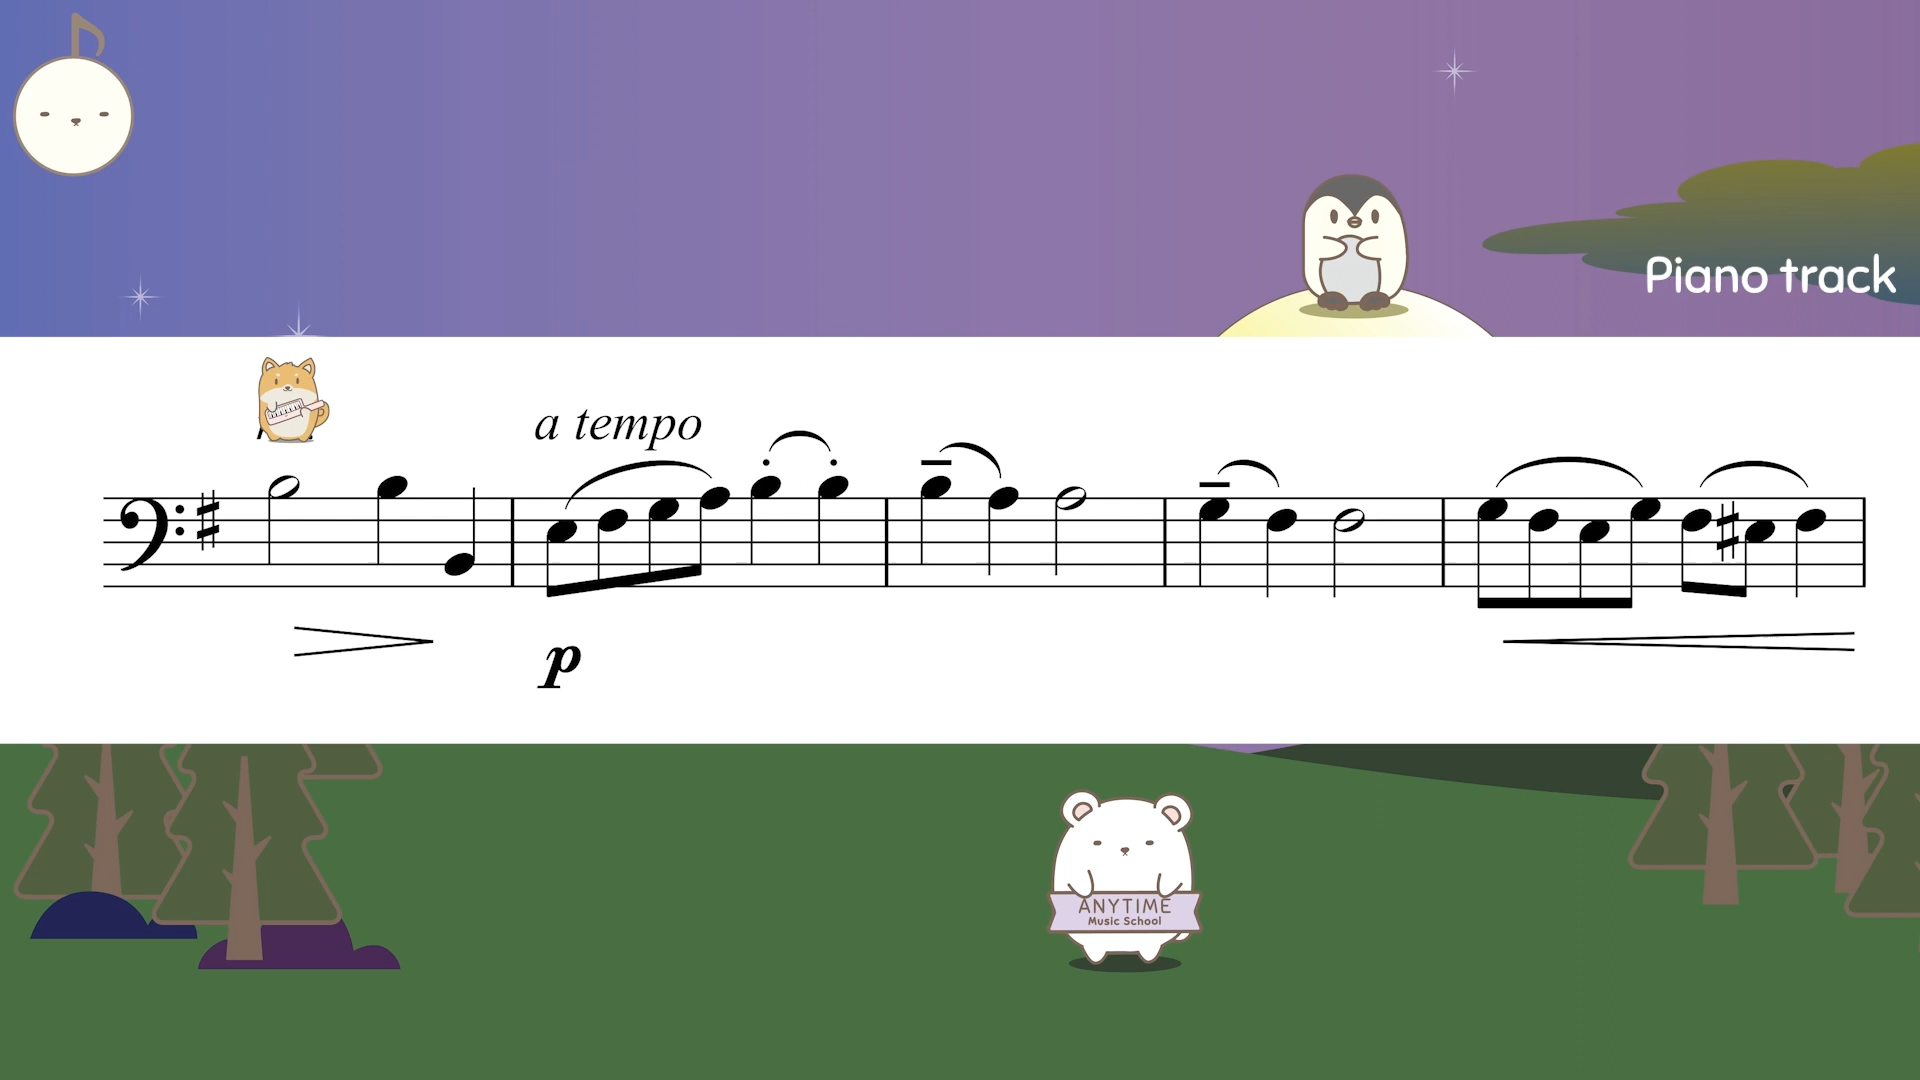 Piano track
a tempo
p
ANYTIME
Music School